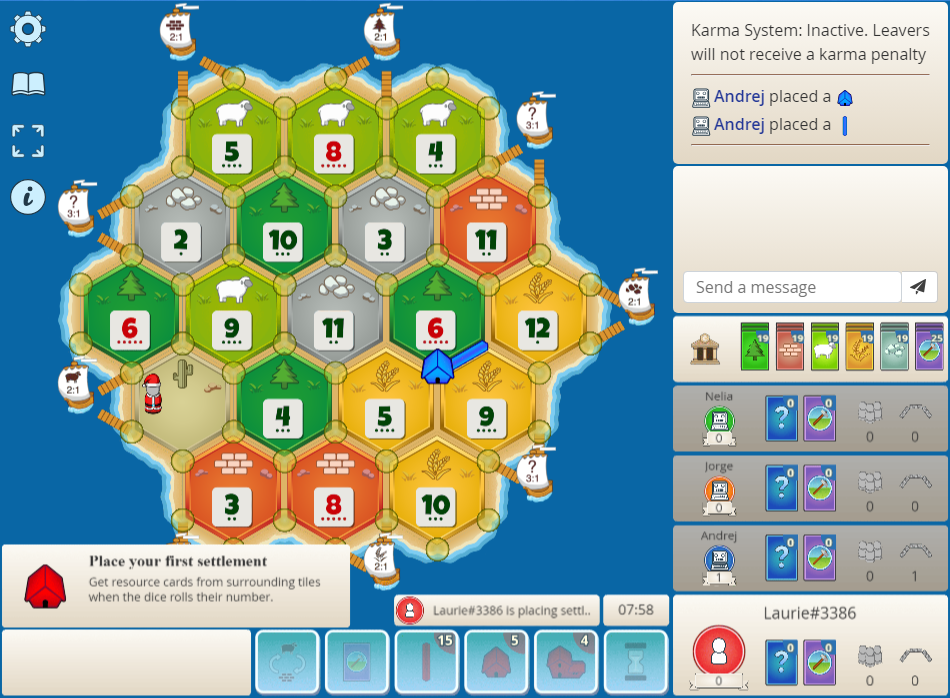 2:1
2:1
?
3:1
5
8
4
?
3:1
2
10
3
11
6
9
11
6
12
2:1
2:1
4
5
9
?
3:1
3
8
10
2:1
Place your first settlement
Get resource cards from surrounding tiles
when the dice rolls their number.
Laurie#3386 is placing settl..
07:58
15
5
4
i
Karma System: Inactive. Leavers
will not receive a karma penalty
Andrej placed a
Andrej placed a
Send a message
19 19 19 19 19 25
Nelia
? 0 0
0 0 0
Jorge
? 0 0
0 0 0
Andrej
? 0 0
1 0 1
Laurie#3386
? 0 0
0 0 0